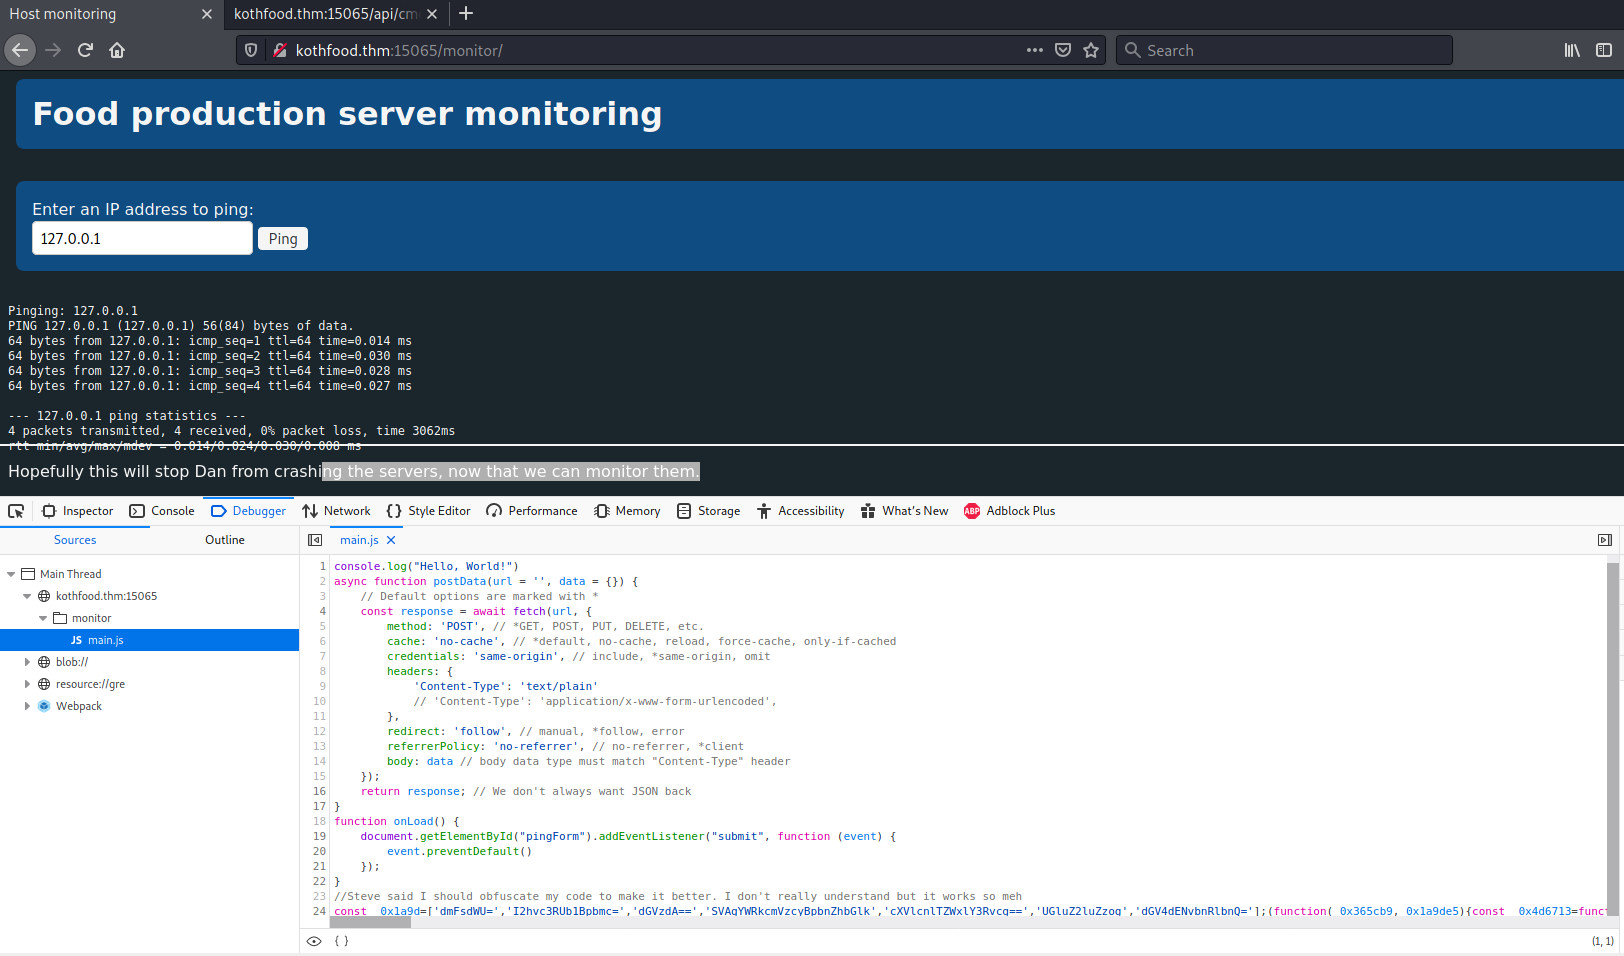 Host monitoring
kothfood.thm:15065/api/cm
kothfood.thm:15065/monitor/
Search
Food production server monitoring
Enter an IP address to ping:
127.0.0.1 Ping
Pinging: 127.0.0.1
PING 127.0.0.1 (127.0.0.1) 56(84) bytes of data.
64 bytes from 127.0.0.1: icmp_seq=1 ttl=64 time=0.014 ms
64 bytes from 127.0.0.1: icmp_seq=2 ttl=64 time=0.030 ms
64 bytes from 127.0.0.1: icmp_seq=3 ttl=64 time=0.028 ms
64 bytes from 127.0.0.1: icmp_seq=4 ttl=64 time=0.027 ms
--- 127.0.0.1 ping statistics ---
4 packets transmitted, 4 received, 0% packet loss, time 3062ms
rtt min/avg/max/mdev = 0.014/0.024/0.030/0.008 ms
Hopefully this will stop Dan from crashing the servers, now that we can monitor them.
Inspector Console Debugger Network Style Editor Performance Memory Storage Accessibility What's New ABP Adblock Plus
Sources Outline
main.js
Main Thread
kothfood.thm:15065
monitor
JS main.js
blob://
resource://gre
Webpack
1 console.log("Hello, World!")
2 async function postData(url = '', data = {}) {
3 // Default options are marked with *
4 const response = await fetch(url, {
5 method: 'POST', // *GET, POST, PUT, DELETE, etc.
6 cache: 'no-cache', // *default, no-cache, reload, force-cache, only-if-cached
7 credentials: 'same-origin', // include, *same-origin, omit
8 headers: {
9 'Content-Type': 'text/plain'
10 // 'Content-Type': 'application/x-www-form-urlencoded',
11 },
12 redirect: 'follow', // manual, *follow, error
13 referrerPolicy: 'no-referrer', // no-referrer, *client
14 body: data // body data type must match "Content-Type" header
15 });
16 return response; // We don't always want JSON back
17 }
18 function onLoad() {
19 document.getElementById("pingForm").addEventListener("submit", function (event) {
20 event.preventDefault()
21 });
22 }
23 //Steve said I should obfuscate my code to make it better. I don't really understand but it works so meh
24 const _0x1a9d=['dmFsdWU=','I2hvc3RUb1Bpbmc=','dGVzdA==','SVAgYWRkcmVzcyBpbnZhbGlk','cXVlcnlTZWxlY3Rvcg==','UGluZ2luZzog','dGV4dENvbnRlbnQ='];(function(_0x365cb9,_0x1a9de5){const _0x4d6713=funct
{ }
(1, 1)